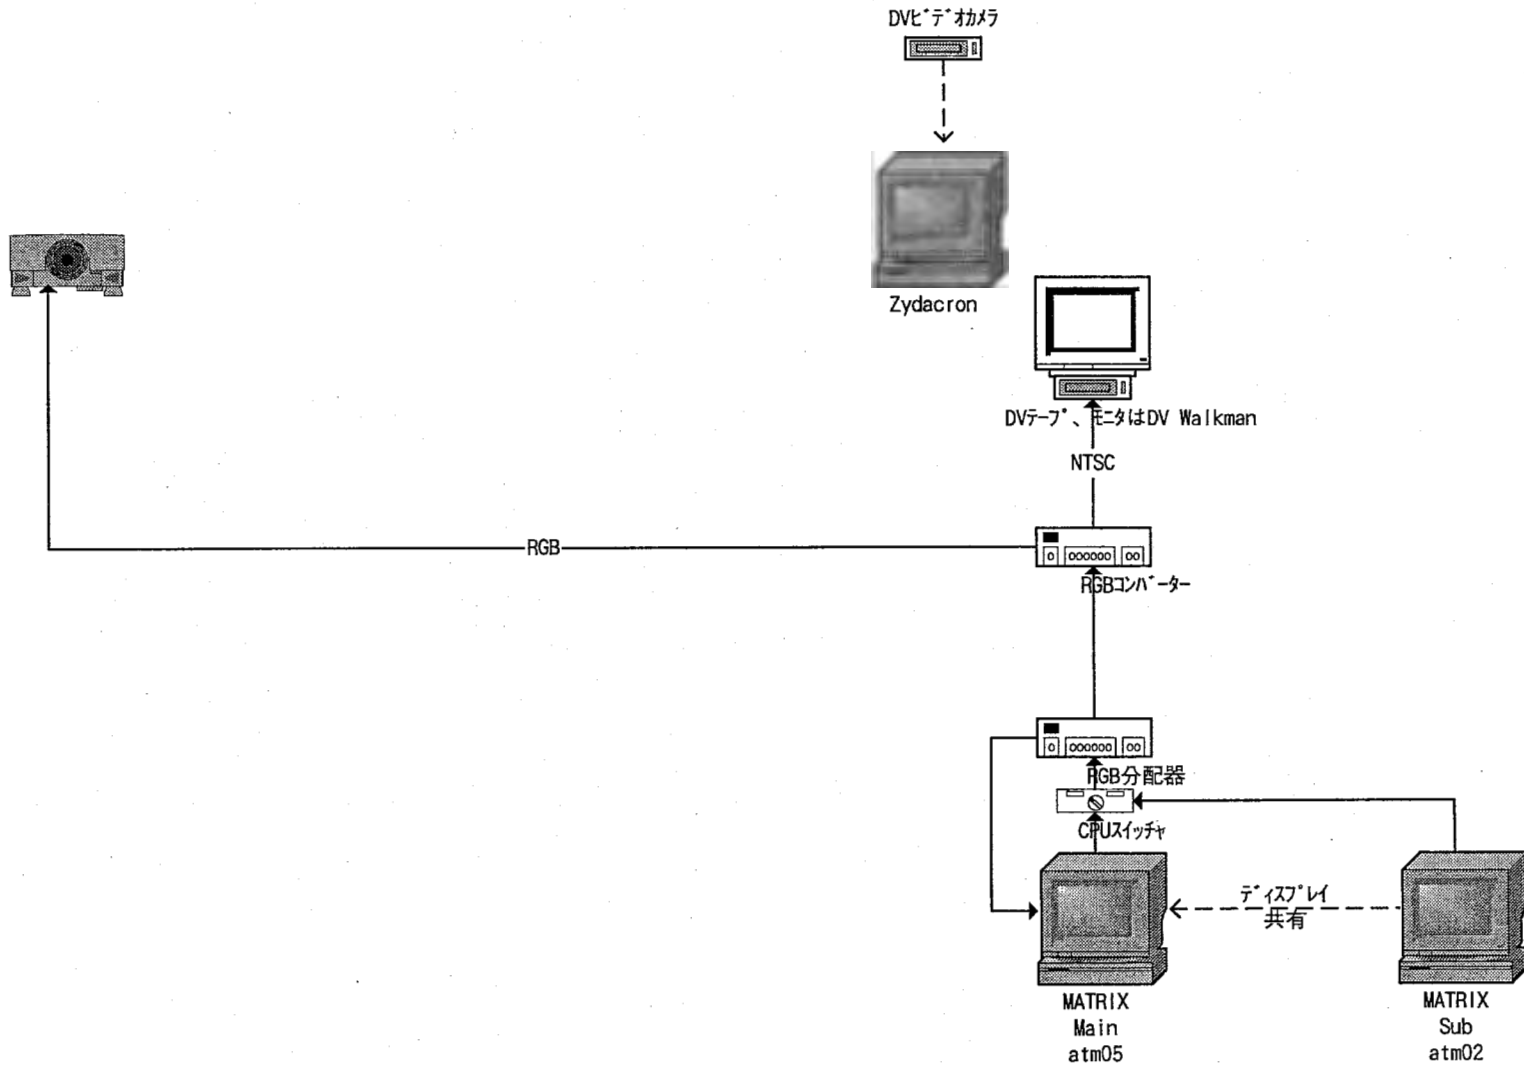 DVﾋﾞﾃﾞｵｶﾒﾗ
Zydacron
DVﾃｰﾌﾟ、ﾓﾆﾀはDV Walkman
NTSC
RGB
RGBｺﾝﾊﾞｰﾀｰ
RGB分配器
CPUｽｲｯﾁｬ
ﾃﾞｨｽﾌﾟﾚｲ
共有
MATRIX
Main
atm05
MATRIX
Sub
atm02